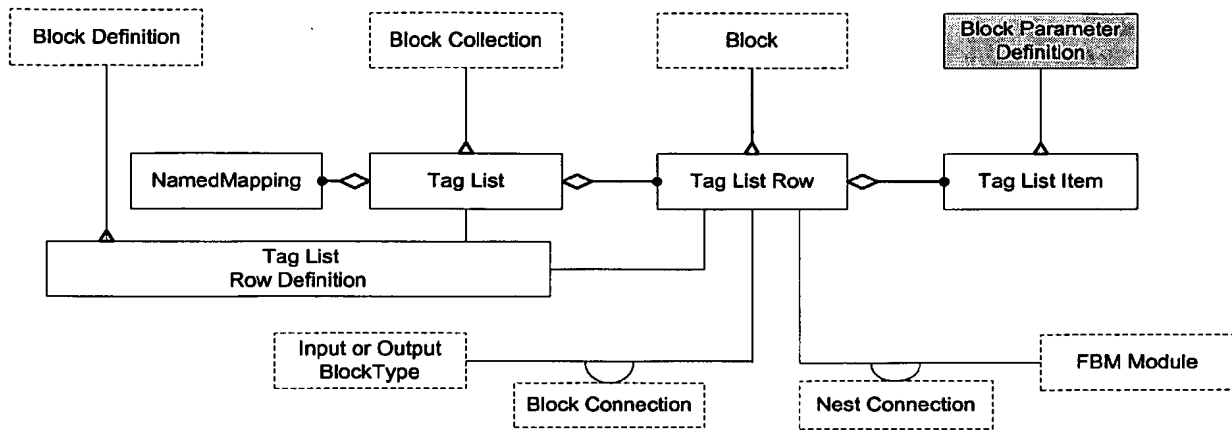 Block Definition
Block Collection
Block
Block Parameter
Definition
NamedMapping
Tag List
Tag List Row
Tag List Item
Tag List
Row Definition
Input or Output
BlockType
Block Connection
Nest Connection
FBM Module